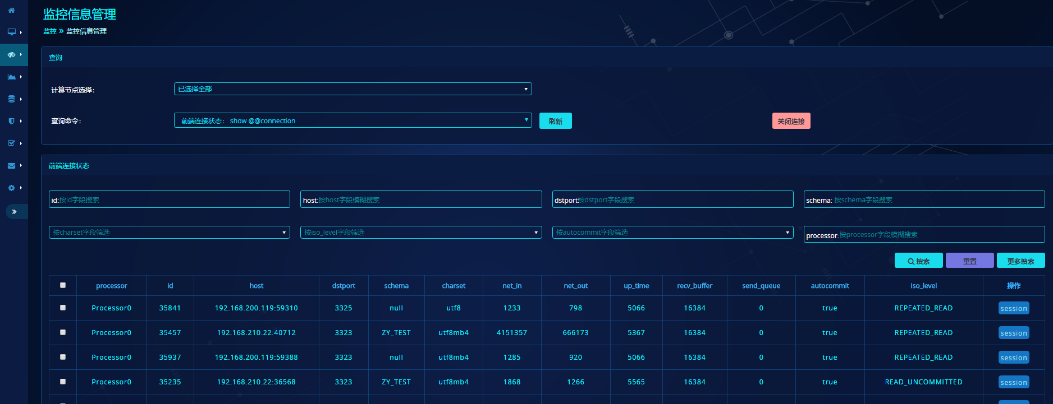 监控信息管理
监控 » 监控信息管理
查询
计算节点选择: 已选择全部
查询命令: 前端连接状态: show @@connection 刷新 关闭连接
前端连接状态
id:按id字段搜索 host:按host字段模糊搜索 dstport:按dstport字段搜索 schema: 按schema字段搜索
按charset字段筛选 按iso_level字段筛选 按autocommit字段筛选 processor:按processor字段模糊搜索
搜索 重置 更多搜索
processor id host dstport schema charset net_in net_out up_time recv_buffer send_queue autocommit iso_level 操作
Processor0 35841 192.168.200.119:59310 3325 null utf8 1233 798 5066 16384 0 true REPEATED_READ session
Processor0 35457 192.168.210.22:40712 3323 ZY_TEST utf8mb4 4151357 666173 5367 16384 0 true REPEATED_READ session
Processor0 35937 192.168.200.119:59388 3323 null utf8mb4 1285 920 5065 16384 0 true REPEATED_READ session
Processor0 35235 192.168.210.22:36568 3323 ZY_TEST utf8mb4 1868 1266 5565 16384 0 true READ_UNCOMMITTED session